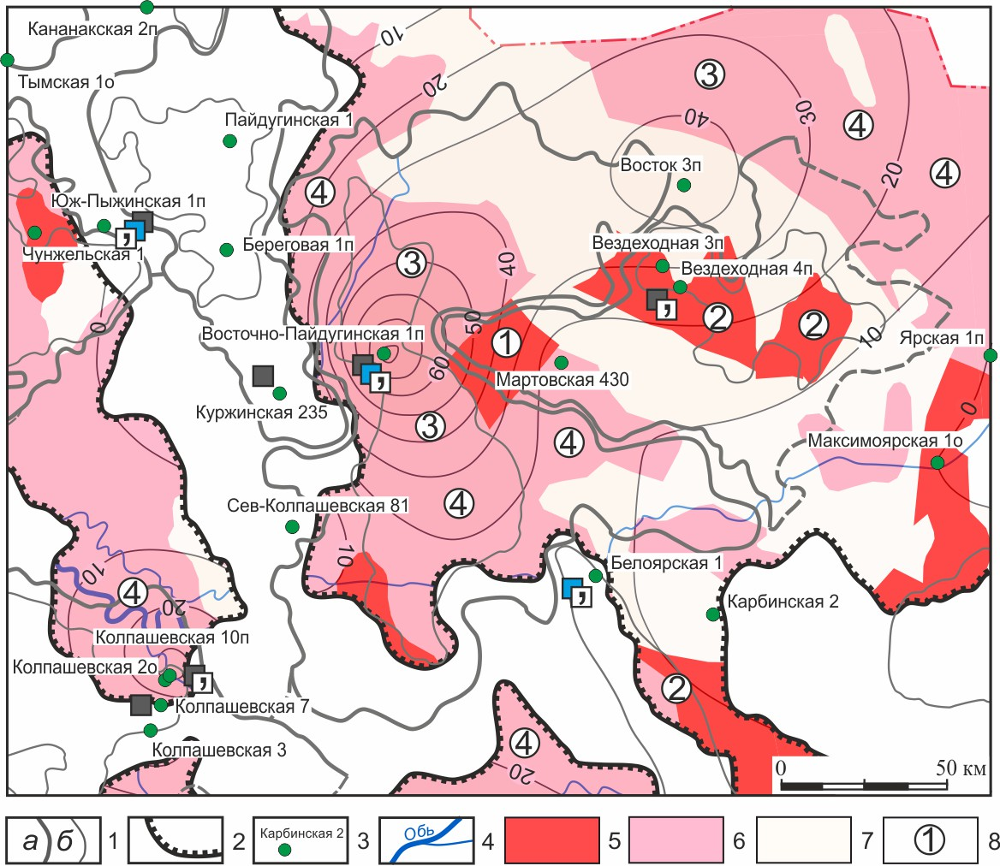 Кананакская 2п
10
Тымская 1о
20
3
Пайдугинская 1
40
30
4
Восток 3п
4
20
4
Юж-Пыжинская 1п
,
Чунжельская 1
Береговая 1п
3
40
Вездеходная 3п
Вездеходная 4п
,
2
2
10
0
Восточно-Пайдугинская 1п
50
1
Ярская 1п
60
,
Мартовская 430
Куржинская 235
3
0
4
Максимоярская 1о
Сев-Колпашевская 81
4
10
Белоярская 1
10
4
20
,
Карбинская 2
Колпашевская 10п
Колпашевская 2о
,
2
Колпашевская 7
4
Колпашевская 3
20
0 50 км
а б 1
2
Карбинская 2 3
Обь 4
5
6
7
1 8